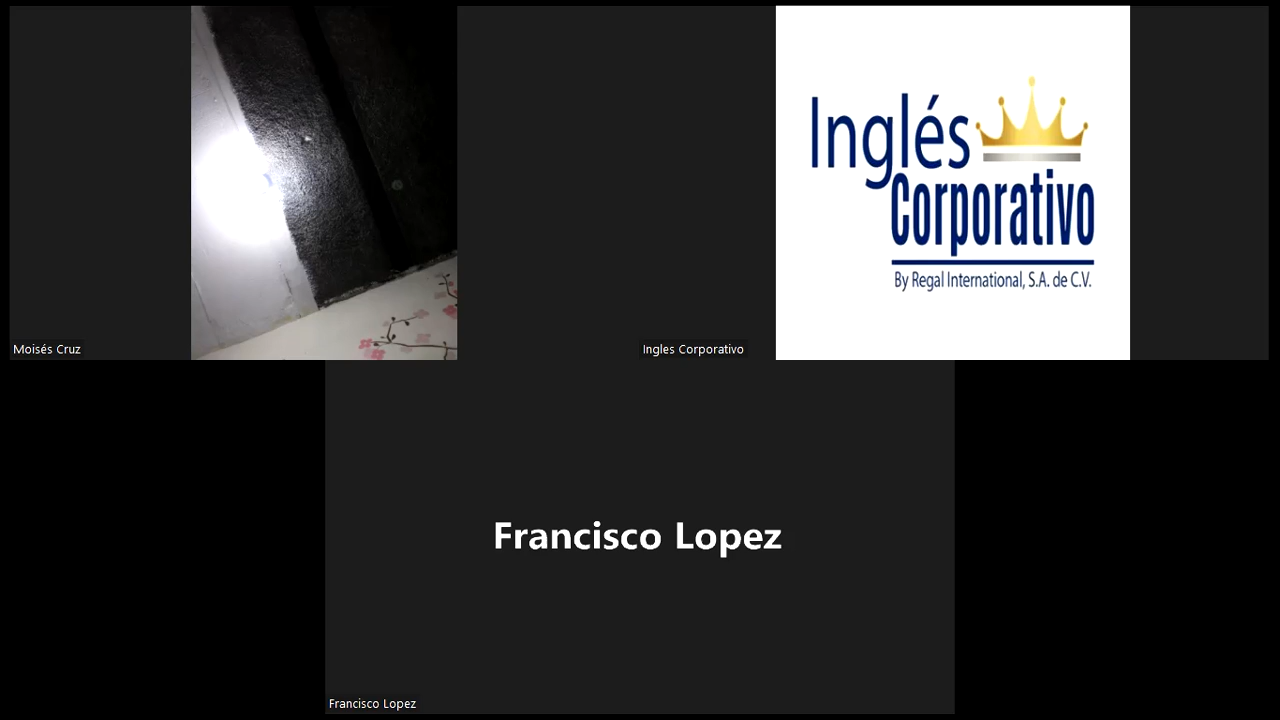 Inglés
Corporativo
By Regal International, S.A. de C.V.
Moisés Cruz
Ingles Corporativo
Francisco Lopez
Francisco Lopez